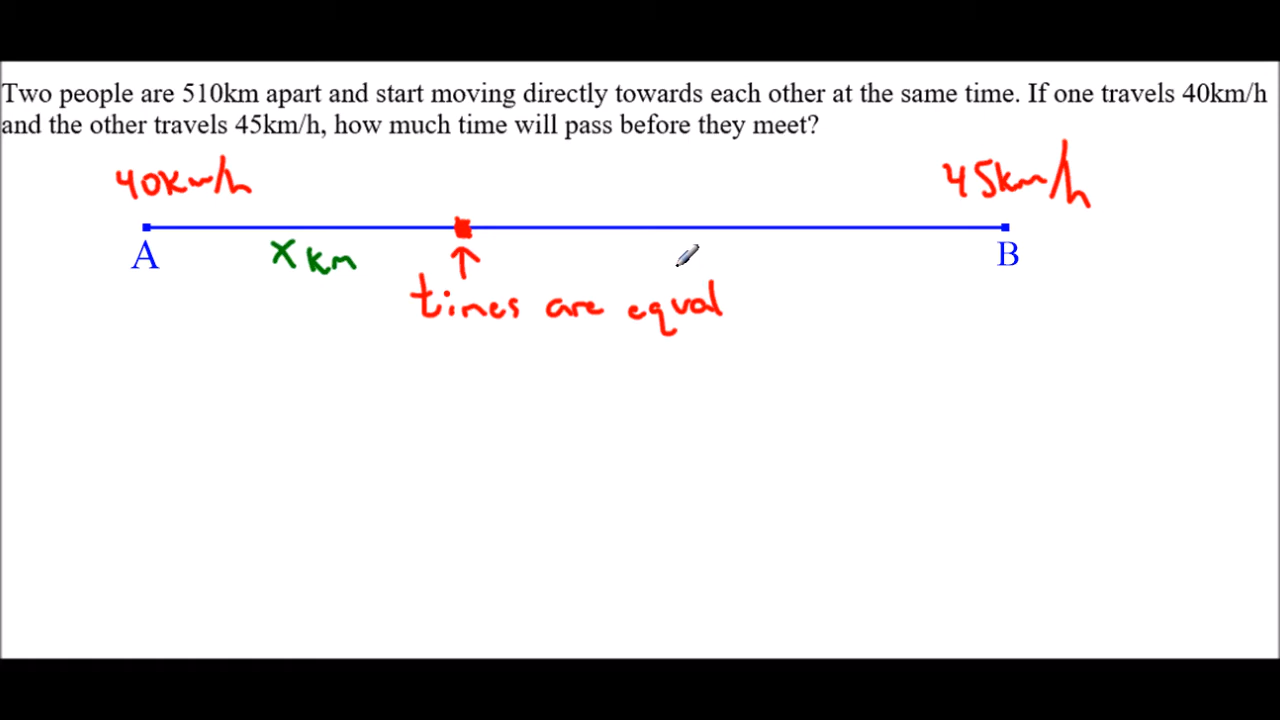 Two people are 510km apart and start moving directly towards each other at the same time. If one travels 40km/h
and the other travels 45km/h, how much time will pass before they meet?
40km/h 45km/h
A x km B
times are equal